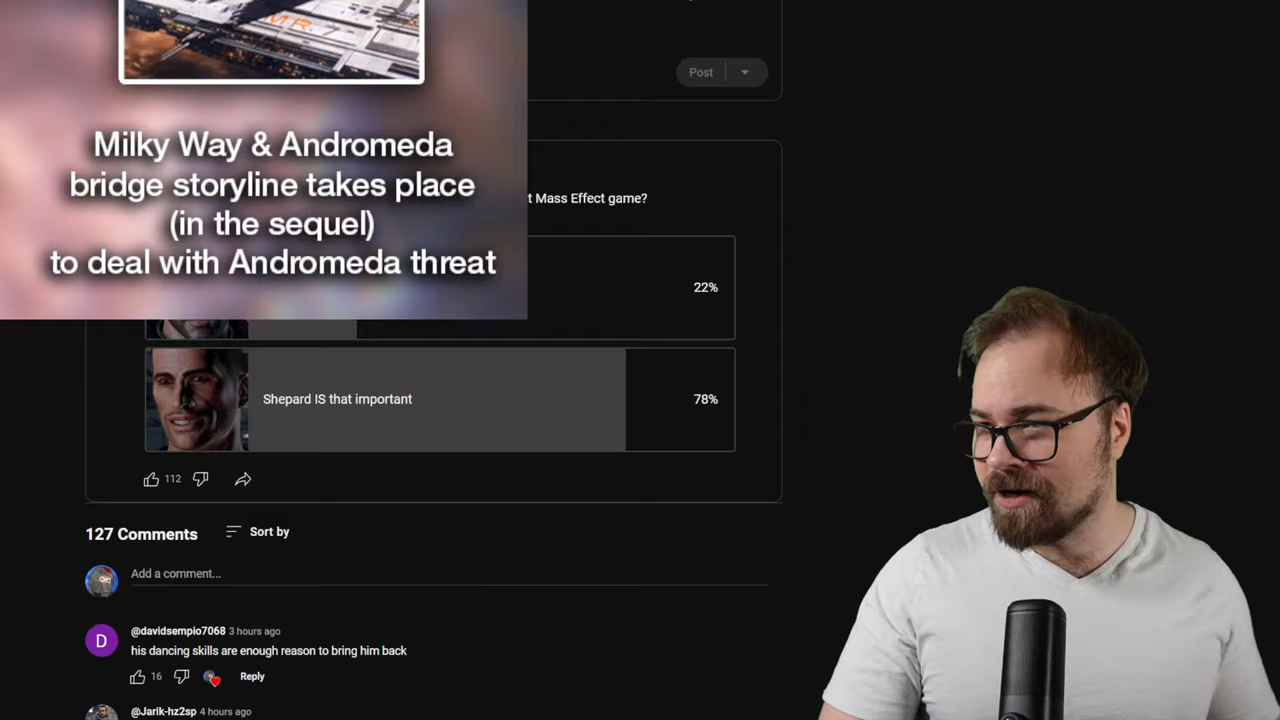 MR7
Post
Milky Way & Andromeda
bridge storyline takes place
(in the sequel)
to deal with Andromeda threat
t Mass Effect game?
22%
Shepard IS that important
78%
112
127 Comments
Sort by
Add a comment...
D
@davidsempio7068 3 hours ago
his dancing skills are enough reason to bring him back
16
Reply
@Jarik-hz2sp 4 hours ago